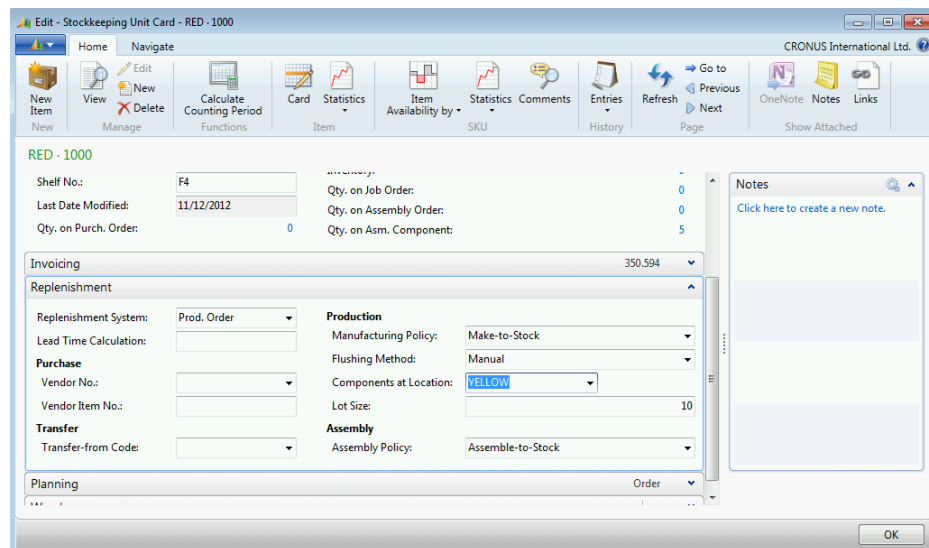 Edit - Stockkeeping Unit Card - RED · 1000
Home Navigate CRONUS International Ltd.
New Item
View
Edit
New
Delete
Calculate Counting Period
Card
Statistics
Item Availability by
Statistics
Comments
Entries
Refresh
Go to
Previous
Next
OneNote
Notes
Links
New Manage Functions Item SKU History Page Show Attached
RED · 1000
Inventory: 0
Shelf No.: F4
Qty. on Job Order: 0
Last Date Modified: 11/12/2012
Qty. on Assembly Order: 0
Qty. on Purch. Order: 0
Qty. on Asm. Component: 5
Invoicing 350.594
Replenishment
Replenishment System: Prod. Order
Lead Time Calculation:
Purchase
Vendor No.:
Vendor Item No.:
Transfer
Transfer-from Code:
Production
Manufacturing Policy: Make-to-Stock
Flushing Method: Manual
Components at Location: YELLOW
Lot Size: 10
Assembly
Assembly Policy: Assemble-to-Stock
Planning Order
Notes
Click here to create a new note.
OK